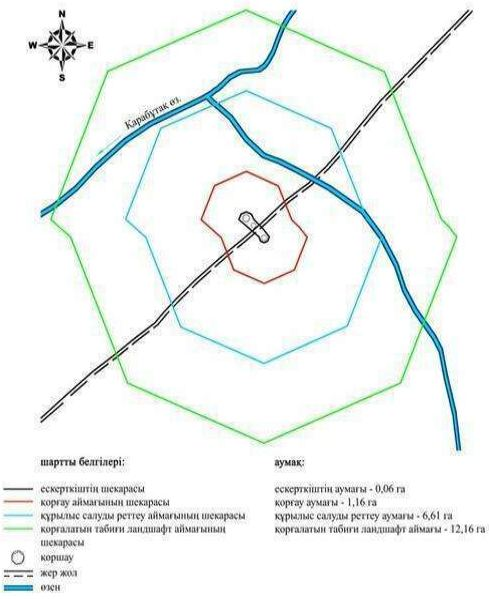 N
W E
S
Карабутак өз.
шартты белгілері: аумақ:
ескерткіштің шекарасы ескерткіштің аумағы - 0,06 га
қорғау аймағының шекарасы қорғау аумағы - 1,16 га
құрылыс салуды реттеу аймағының шекарасы құрылыс салуды реттеу аумағы - 6,61 га
қорғалатын табиғи ландшафт аймағының қорғалатын табиғи ландшафт аймағы - 12,16 га
шекарасы
қоршау
жер жол
өзен